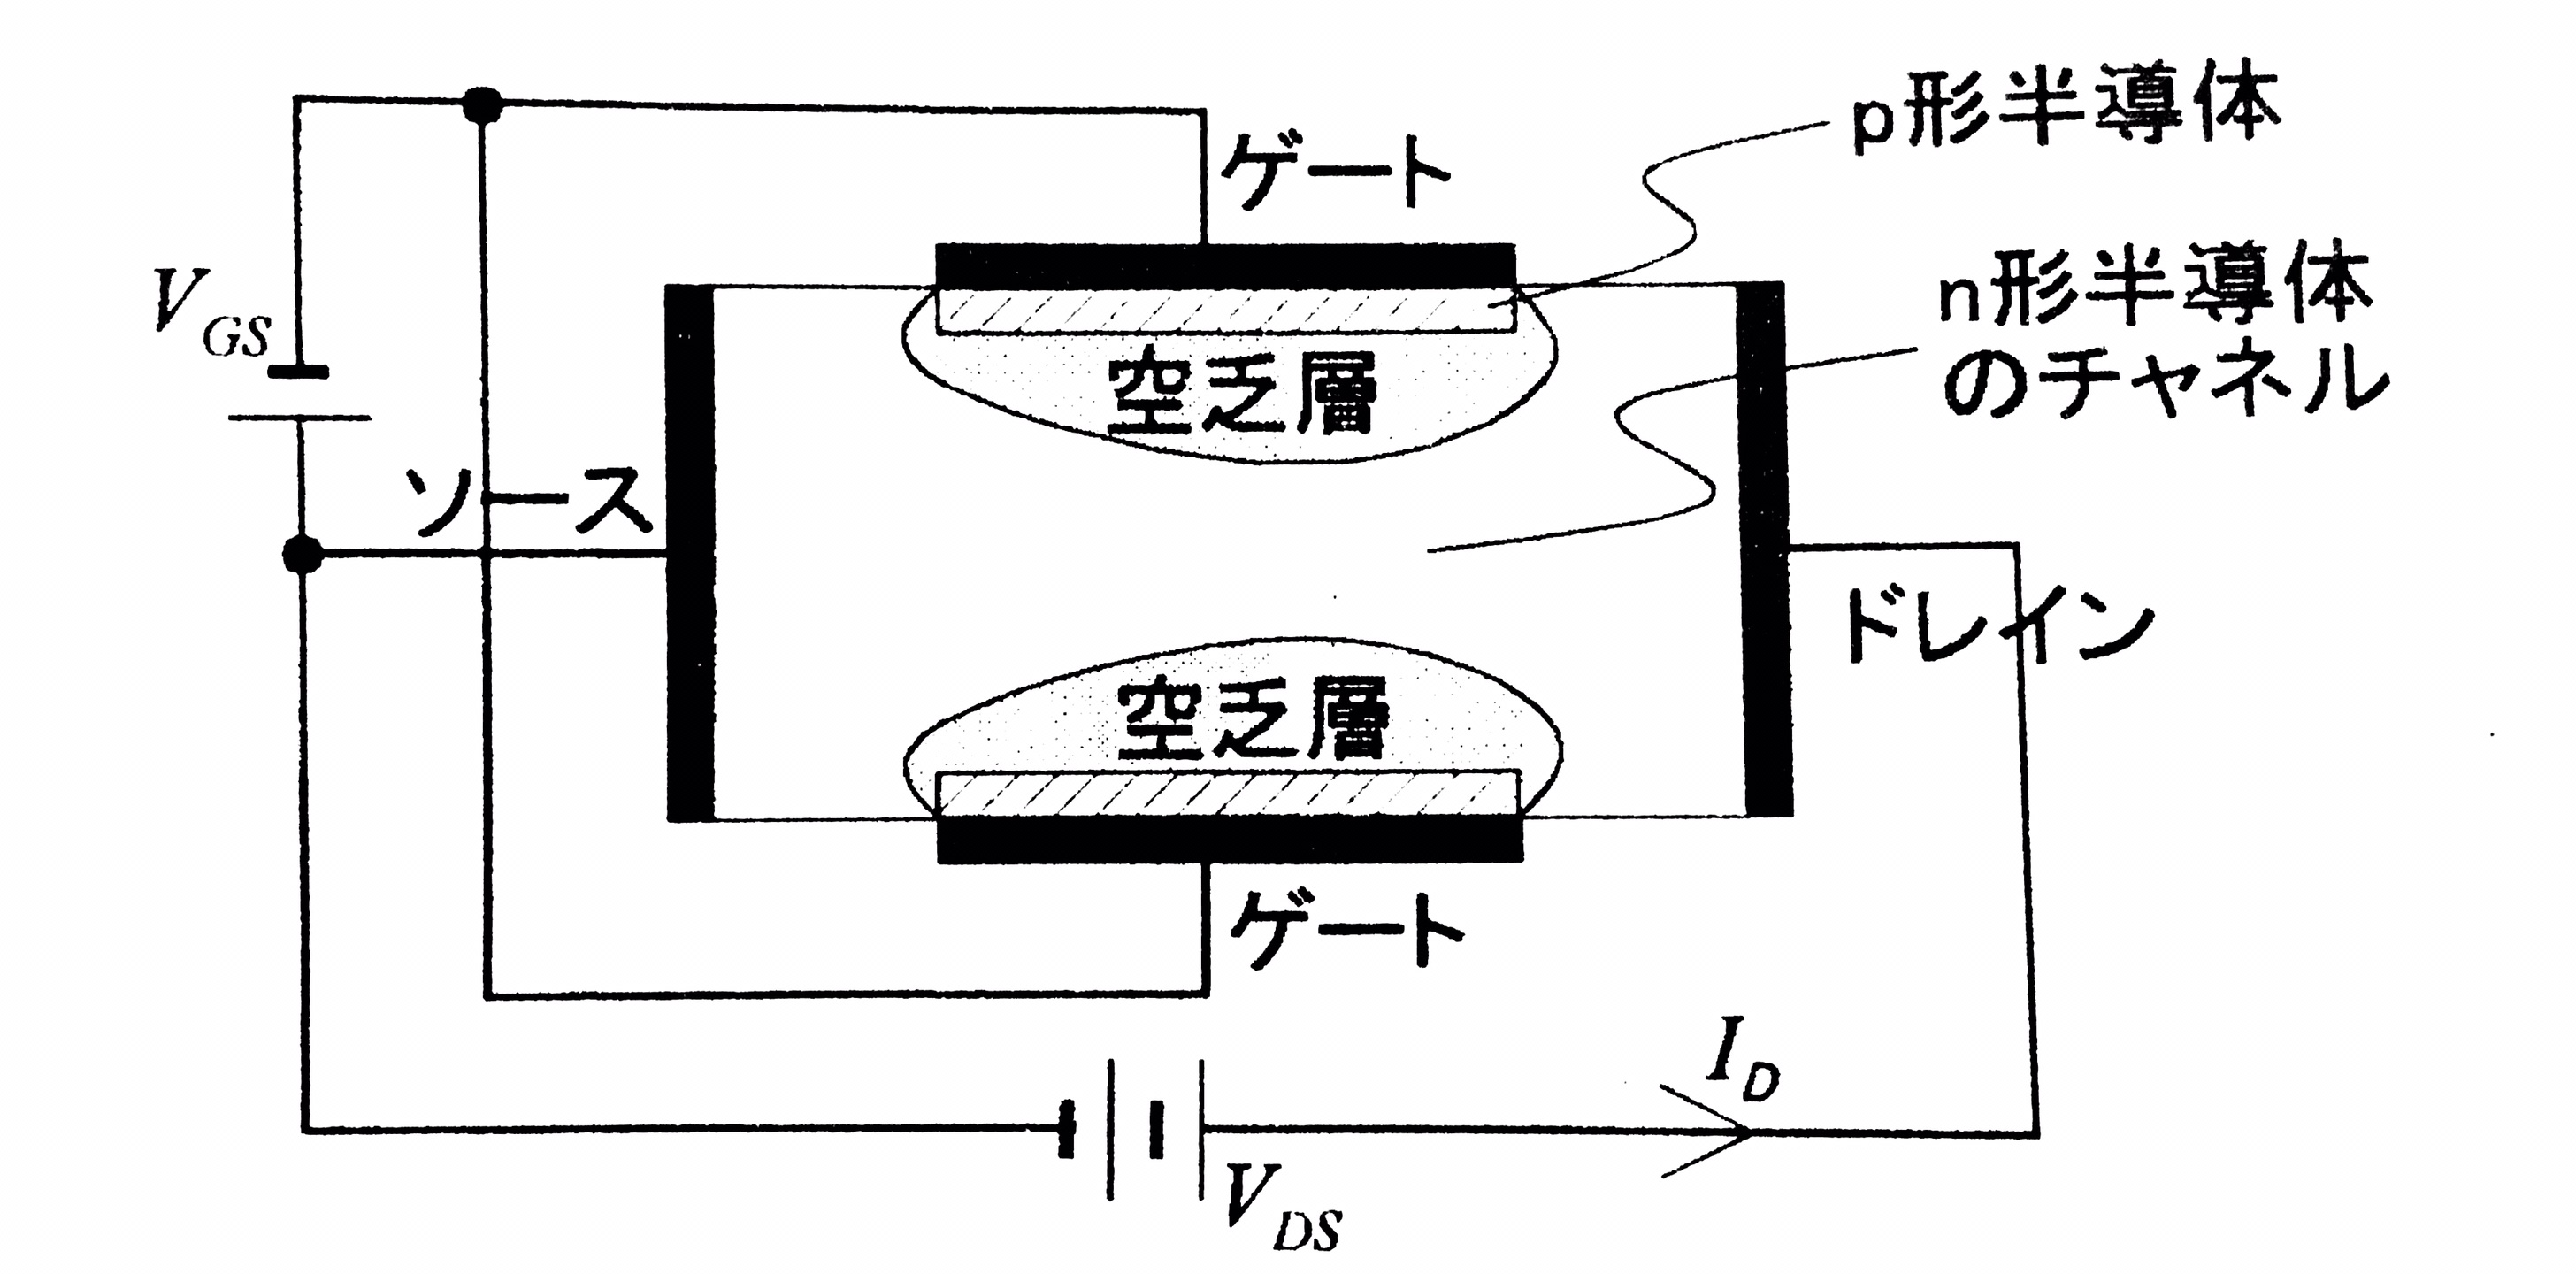 p形半導体
ゲート
n形半導体
のチャネル
V_GS
空乏層
ソース
ドレイン
空乏層
ゲート
I_D
V_DS